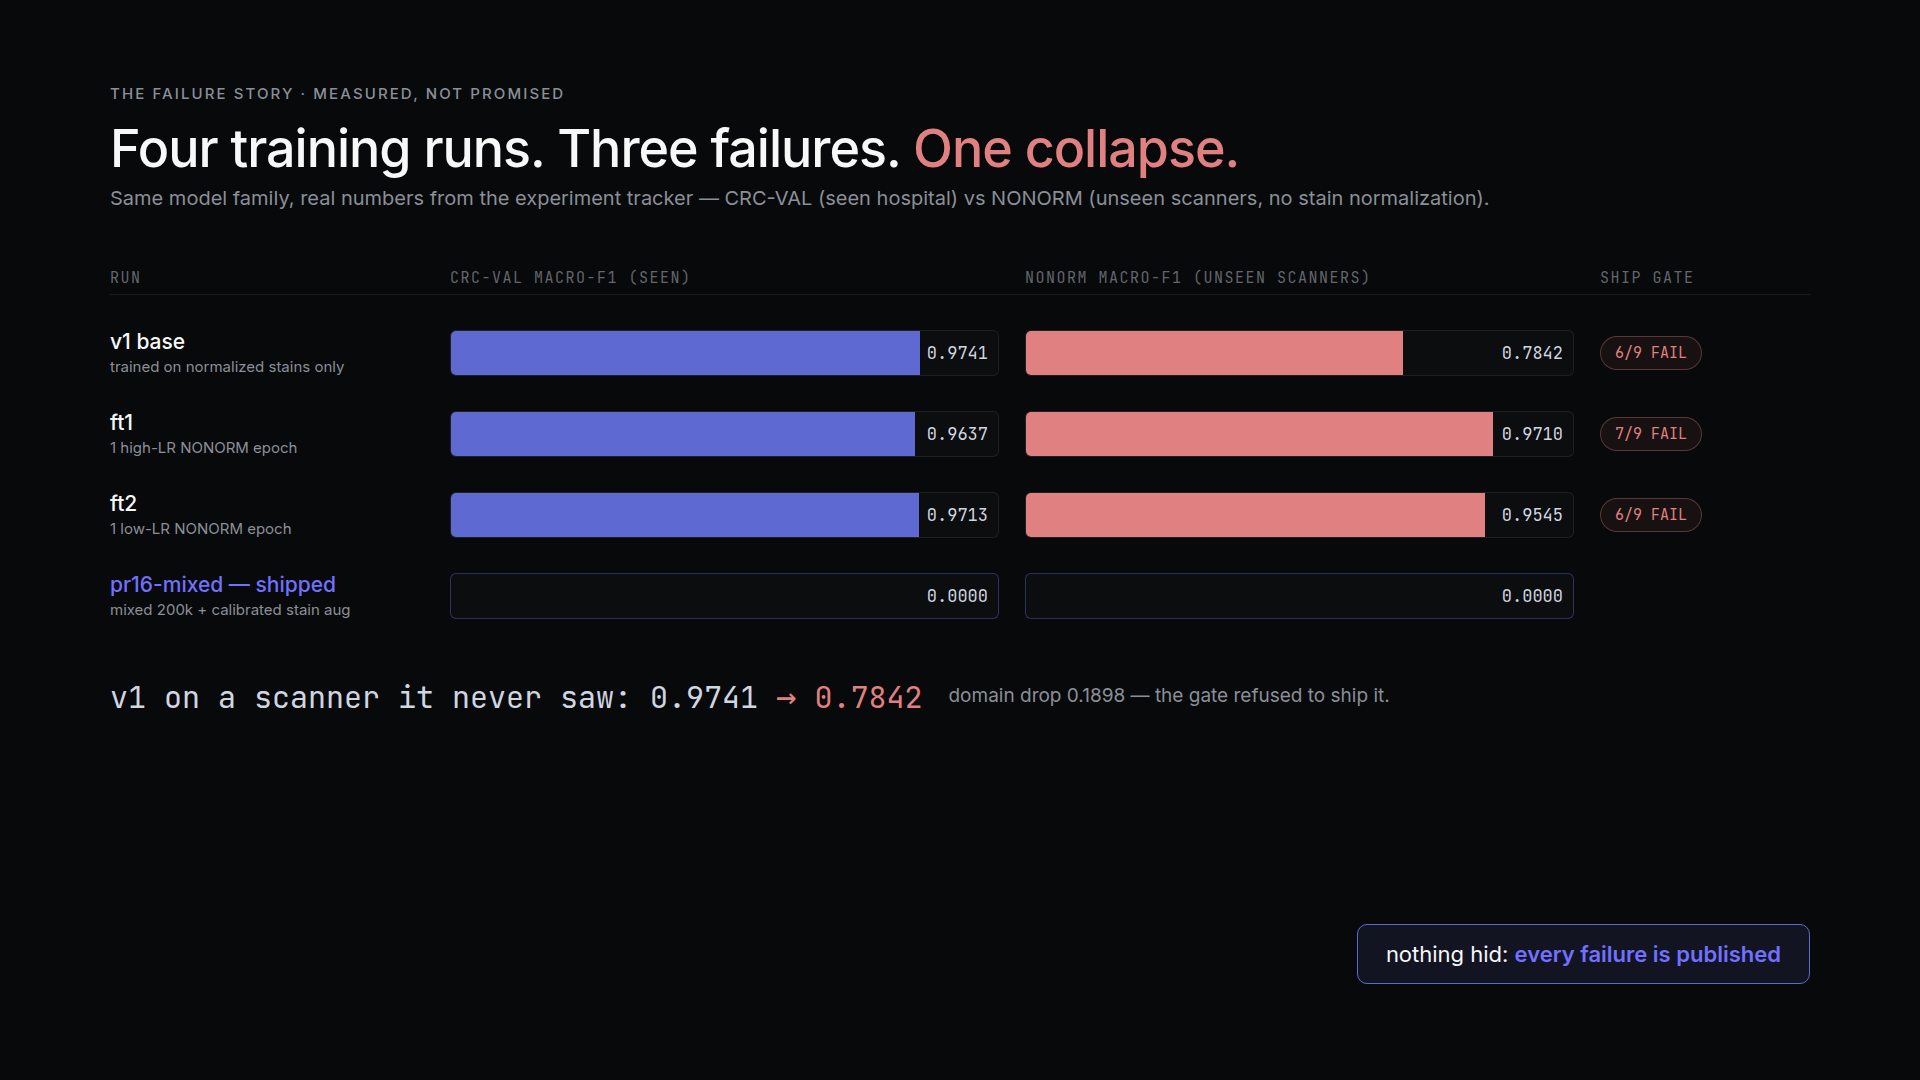 THE FAILURE STORY · MEASURED, NOT PROMISED
Four training runs. Three failures. One collapse.
Same model family, real numbers from the experiment tracker — CRC-VAL (seen hospital) vs NONORM (unseen scanners, no stain normalization).
RUN CRC-VAL MACRO-F1 (SEEN) NONORM MACRO-F1 (UNSEEN SCANNERS) SHIP GATE
v1 base
trained on normalized stains only
0.9741 0.7842 6/9 FAIL
ft1
1 high-LR NONORM epoch
0.9637 0.9710 7/9 FAIL
ft2
1 low-LR NONORM epoch
0.9713 0.9545 6/9 FAIL
pr16-mixed — shipped
mixed 200k + calibrated stain aug
0.0000 0.0000
v1 on a scanner it never saw: 0.9741 → 0.7842 domain drop 0.1898 — the gate refused to ship it.
nothing hid: every failure is published